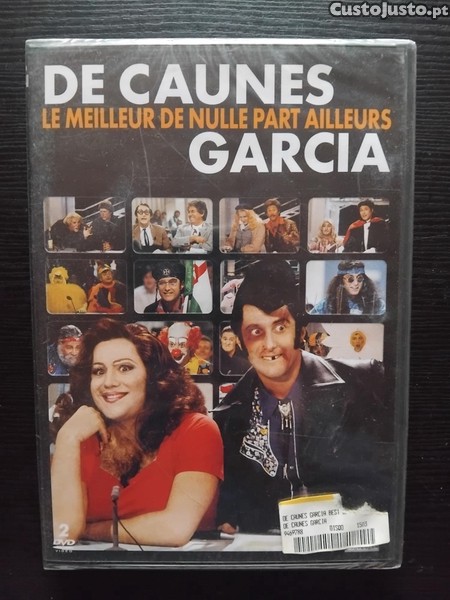 CustoJusto.pt
DE CAUNES
LE MEILLEUR DE NULLE PART AILLEURS
GARCIA
2
DVD
VIDEO
DE CAUNES GARCIA BEST
DE CAUNES GARCIA